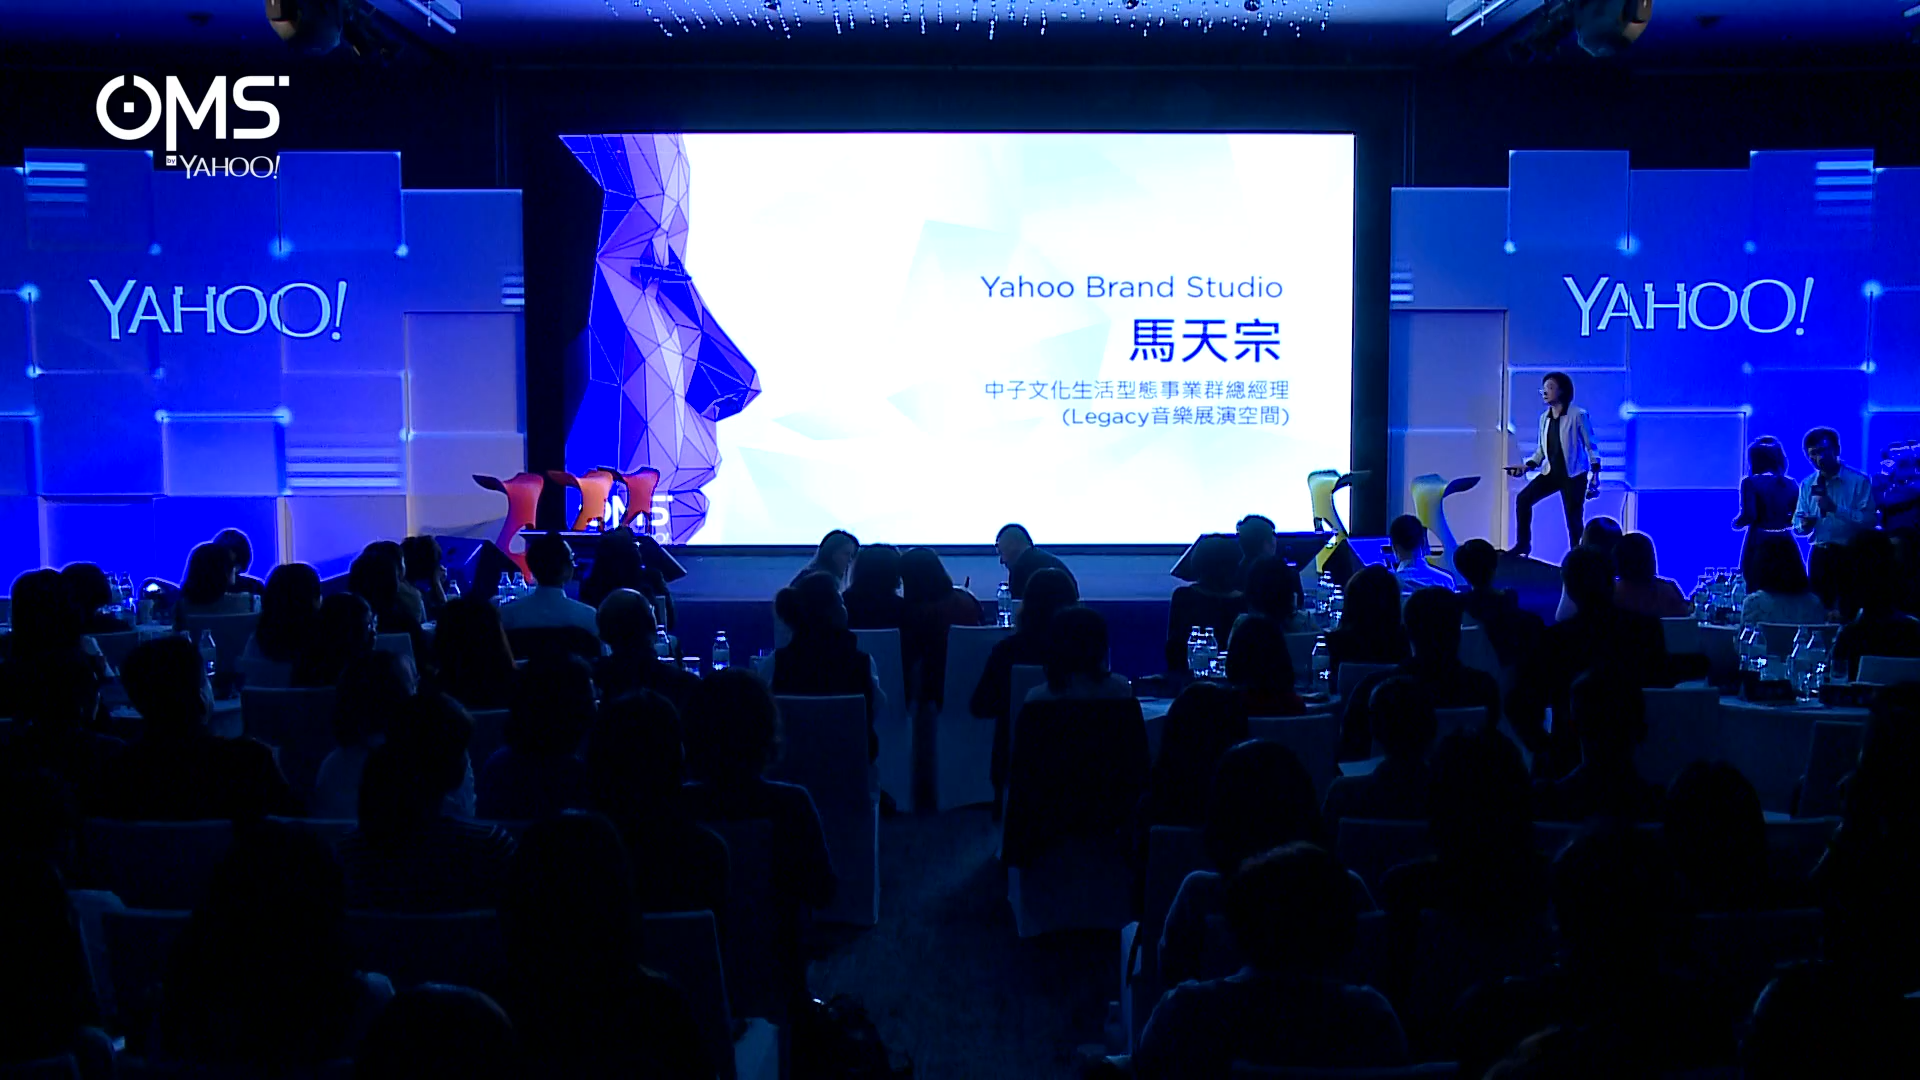 OMS
by YAHOO!
YAHOO!
Yahoo Brand Studio
馬天宗
中子文化生活型態事業群總經理
(Legacy音樂展演空間)
YAHOO!
OMS